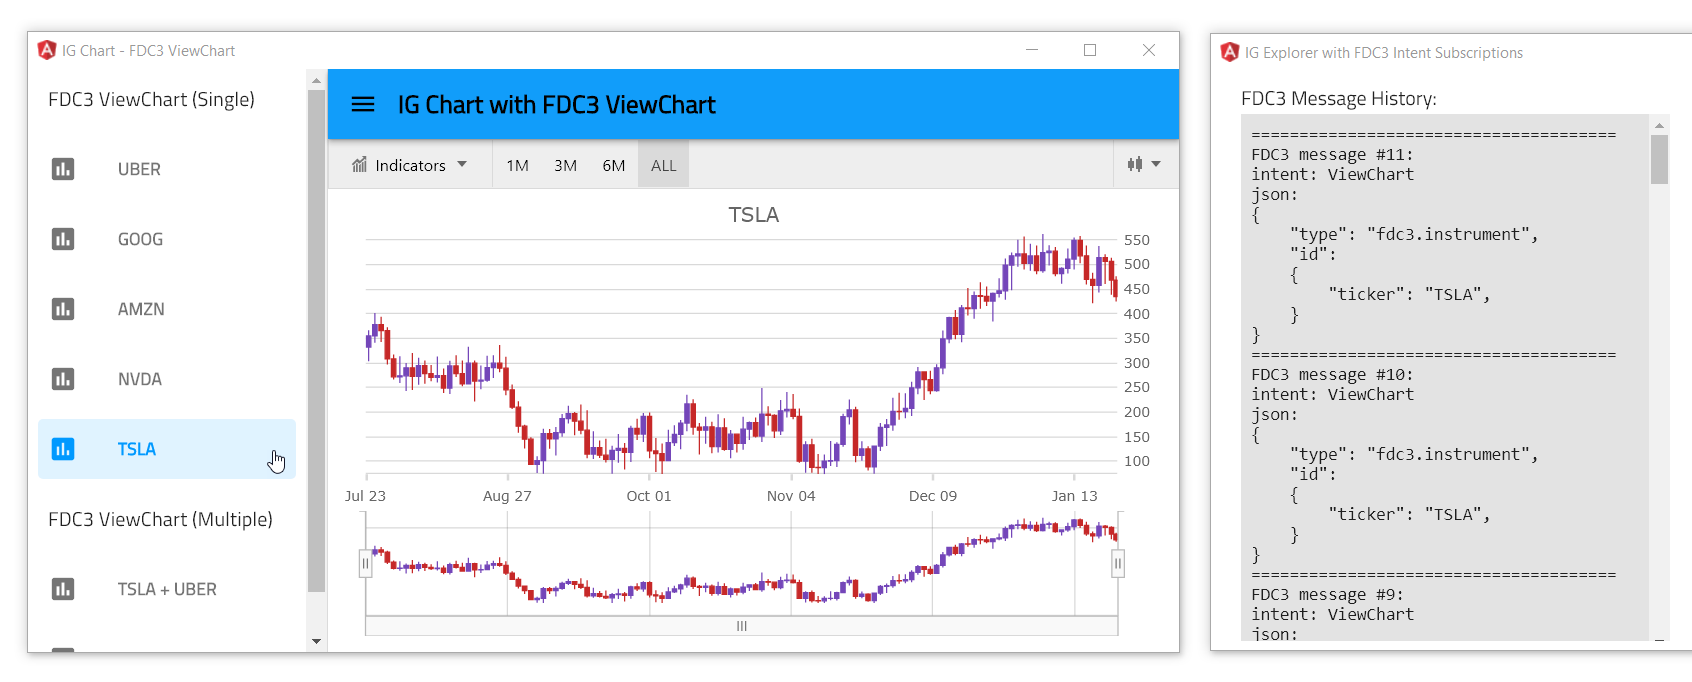 IG Chart - FDC3 ViewChart
FDC3 ViewChart (Single)
UBER
GOOG
AMZN
NVDA
TSLA
FDC3 ViewChart (Multiple)
TSLA + UBER
IG Chart with FDC3 ViewChart
Indicators 1M 3M 6M ALL
TSLA
550
500
450
400
350
300
250
200
150
100
Jul 23 Aug 27 Oct 01 Nov 04 Dec 09 Jan 13
IG Explorer with FDC3 Intent Subscriptions
FDC3 Message History:
======================================
FDC3 message #11:
intent: ViewChart
json:
{
    "type": "fdc3.instrument",
    "id":
    {
        "ticker": "TSLA",
    }
}
======================================
FDC3 message #10:
intent: ViewChart
json:
{
    "type": "fdc3.instrument",
    "id":
    {
        "ticker": "TSLA",
    }
}
======================================
FDC3 message #9:
intent: ViewChart
json: